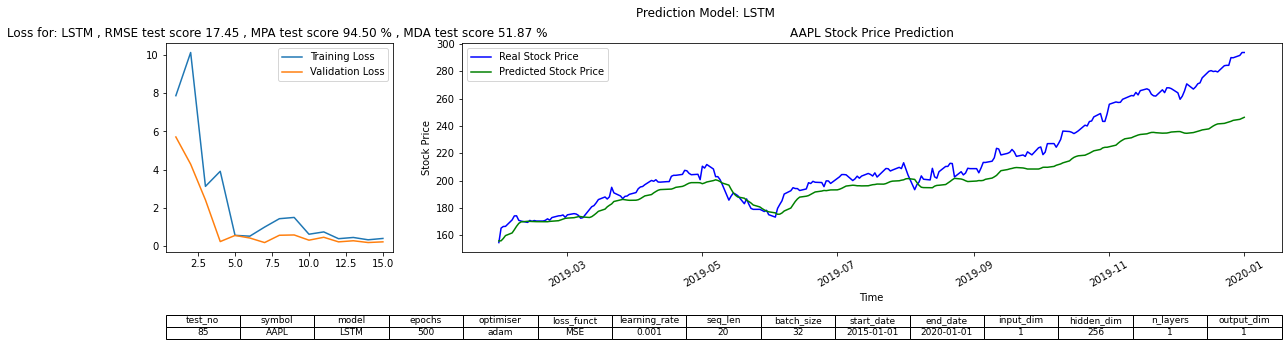 Prediction Model: LSTM
Loss for: LSTM , RMSE test score 17.45 , MPA test score 94.50 % , MDA test score 51.87 %
Training Loss
Validation Loss
10
8
6
4
2
0
2.5 5.0 7.5 10.0 12.5 15.0
AAPL Stock Price Prediction
Real Stock Price
Predicted Stock Price
Stock Price
300
280
260
240
220
200
180
160
2019-03 2019-05 2019-07 2019-09 2019-11 2020-01
Time
test_no symbol model epochs optimiser loss_funct learning_rate seq_len batch_size start_date end_date input_dim hidden_dim n_layers output_dim
85 AAPL LSTM 500 adam MSE 0.001 20 32 2015-01-01 2020-01-01 1 256 1 1